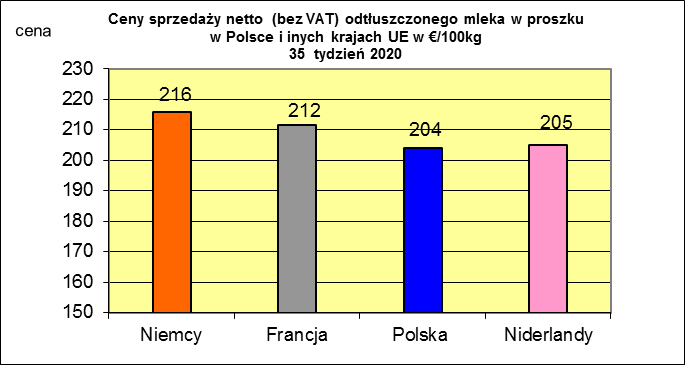 Ceny sprzedaży netto (bez VAT) odtłuszczonego mleka w proszku
w Polsce i inych krajach UE w €/100kg
35 tydzień 2020
cena
230
220
210
200
190
180
170
160
150
216
212
204
205
Niemcy
Francja
Polska
Niderlandy